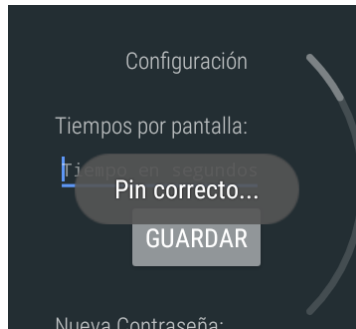 Configuración
Tiempos por pantalla:
Tiempo en segundos
Pin correcto...
GUARDAR
Nueva Contraseña: